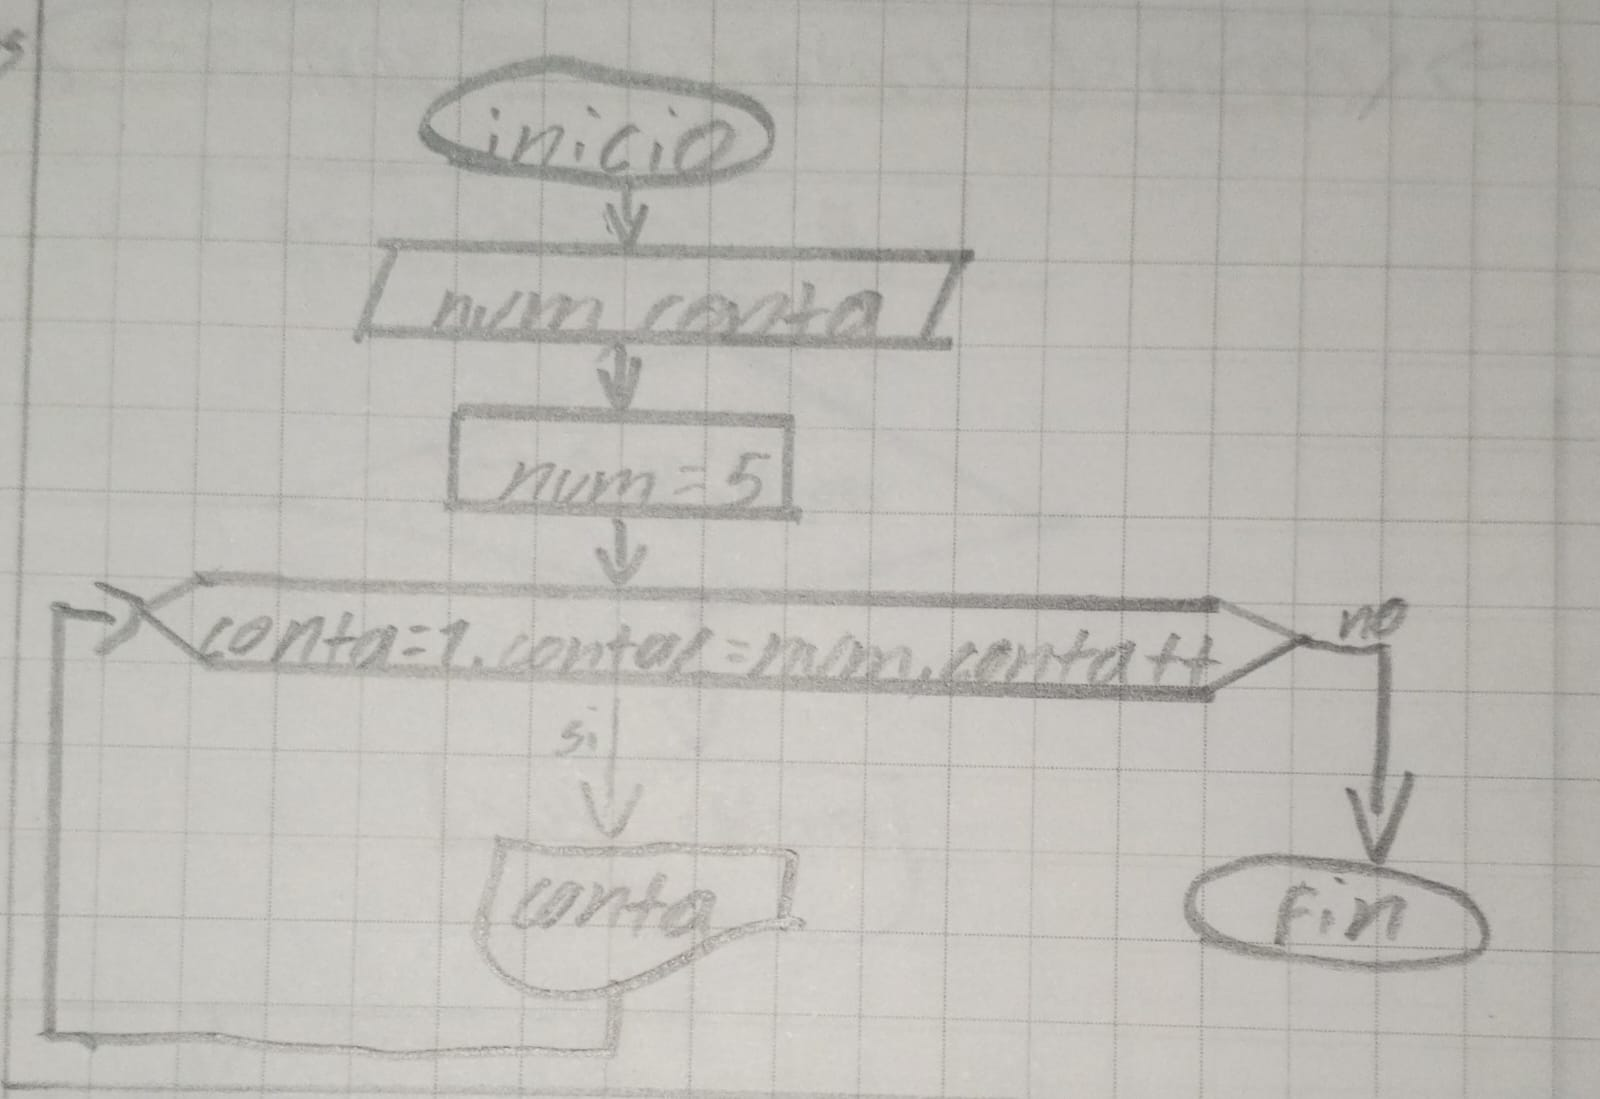 inicio
num conta
num = 5
conta=1. conta<=num. conta++
no
si
conta
fin